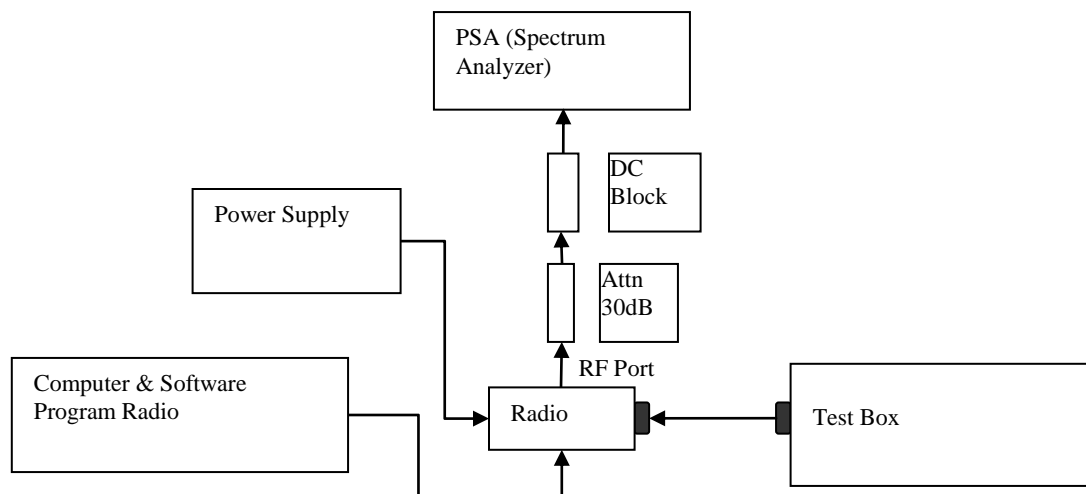 PSA (Spectrum
Analyzer)
DC
Block
Power Supply
Attn
30dB
RF Port
Computer & Software
Program Radio
Radio
Test Box